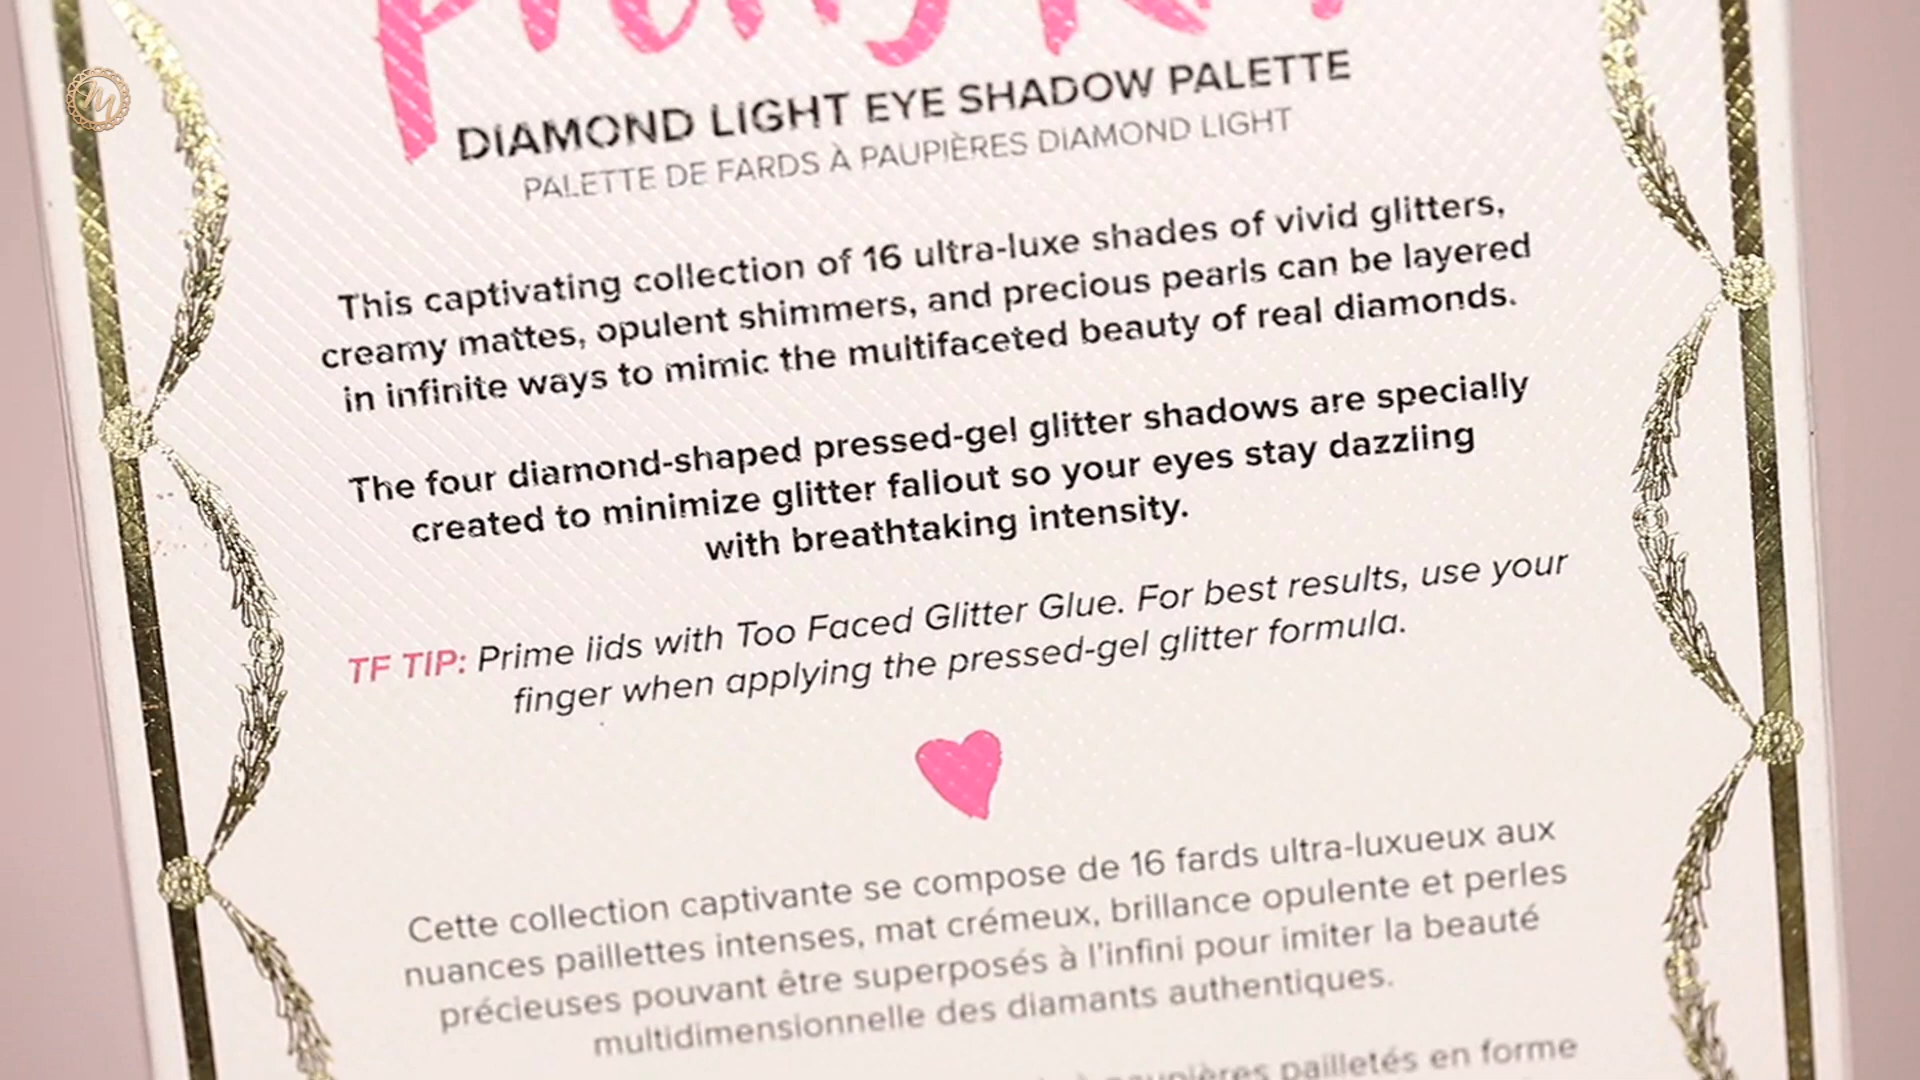 DIAMOND LIGHT EYE SHADOW PALETTE
PALETTE DE FARDS À PAUPIÈRES DIAMOND LIGHT
This captivating collection of 16 ultra-luxe shades of vivid glitters,
creamy mattes, opulent shimmers, and precious pearls can be layered
in infinite ways to mimic the multifaceted beauty of real diamonds.
The four diamond-shaped pressed-gel glitter shadows are specially
created to minimize glitter fallout so your eyes stay dazzling
with breathtaking intensity.
TF TIP: Prime lids with Too Faced Glitter Glue. For best results, use your
finger when applying the pressed-gel glitter formula.
Cette collection captivante se compose de 16 fards ultra-luxueux aux
nuances paillettes intenses, mat crémeux, brillance opulente et perles
précieuses pouvant être superposés à l'infini pour imiter la beauté
multidimensionnelle des diamants authentiques.
pailletés en forme